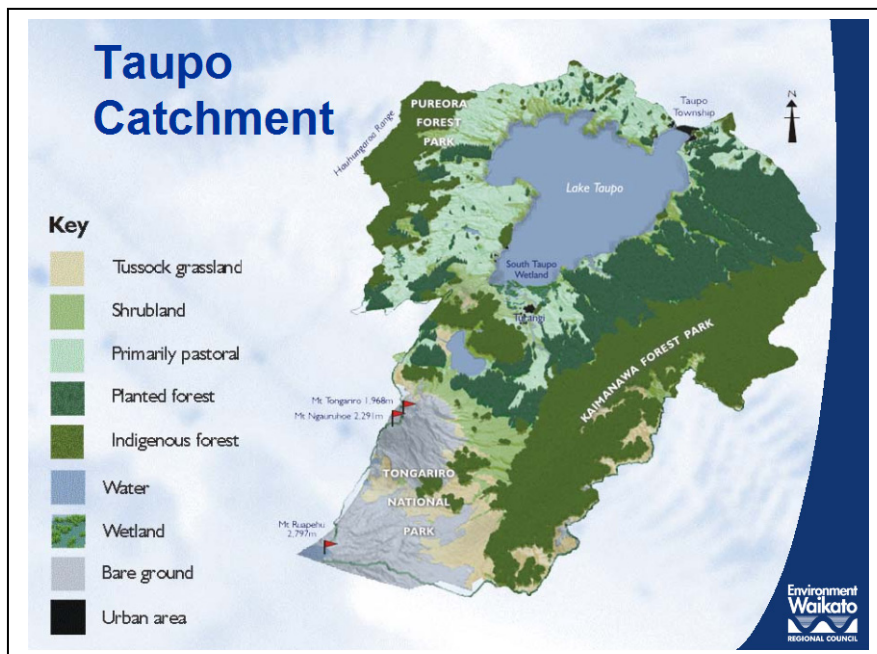 Taupo
Catchment
PUREORA
FOREST
PARK
Hauhungaroo Range
Taupo
Township
N
Lake Taupo
Key
Tussock grassland
Shrubland
Primarily pastoral
Planted forest
Indigenous forest
Water
Wetland
Bare ground
Urban area
South Taupo
Wetland
Turangi
KAIMANAWA FOREST PARK
Mt Tongariro 1.968m
Mt Ngauruhoe 2.291m
TONGARIRO
NATIONAL
PARK
Mt Ruapehu
2.797m
Environment
Waikato
REGIONAL COUNCIL